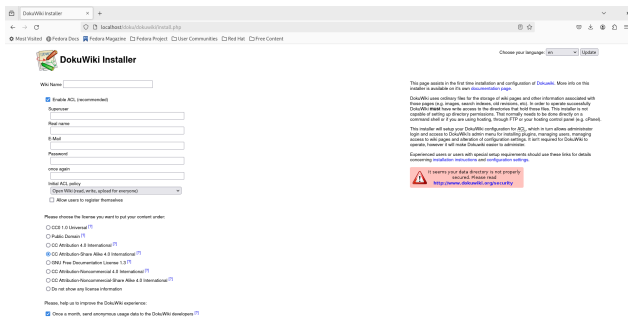 DokuWiki Installer
localhost/doku/dokuwiki/install.php
Most Visited Fedora Docs Fedora Magazine Fedora Project User Communities Red Hat Free Content
DokuWiki Installer
Choose your language: en Update
Wiki Name
Enable ACL (recommended)
Superuser
Real name
E-Mail
Password
once again
Initial ACL policy
Open Wiki (read, write, upload for everyone)
Allow users to register themselves
Please choose the license you want to put your content under:
CC0 1.0 Universal [?]
Public Domain [?]
CC Attribution 4.0 International [?]
CC Attribution-Share Alike 4.0 International [?]
GNU Free Documentation License 1.3 [?]
CC Attribution-Noncommercial 4.0 International [?]
CC Attribution-Noncommercial-Share Alike 4.0 International [?]
Do not show any license information
Please, help us to improve the DokuWiki experience:
Once a month, send anonymous usage data to the DokuWiki developers [?]
This page assists in the first time installation and configuration of Dokuwiki. More info on this
installer is available on it's own documentation page.
DokuWiki uses ordinary files for the storage of wiki pages and other information associated with
those pages (e.g. images, search indexes, old revisions, etc). In order to operate successfully
DokuWiki must have write access to the directories that hold those files. This installer is not
capable of setting up directory permissions. That normally needs to be done directly on a
command shell or if you are using hosting, through FTP or your hosting control panel (e.g. cPanel).
This installer will setup your DokuWiki configuration for ACL, which in turn allows administrator
login and access to DokuWiki's admin menu for installing plugins, managing users, managing
access to wiki pages and alteration of configuration settings. It isn't required for DokuWiki to
operate, however it will make Dokuwiki easier to administer.
Experienced users or users with special setup requirements should use these links for details
concerning installation instructions and configuration settings.
It seems your data directory is not properly
secured. Please read
http://www.dokuwiki.org/security